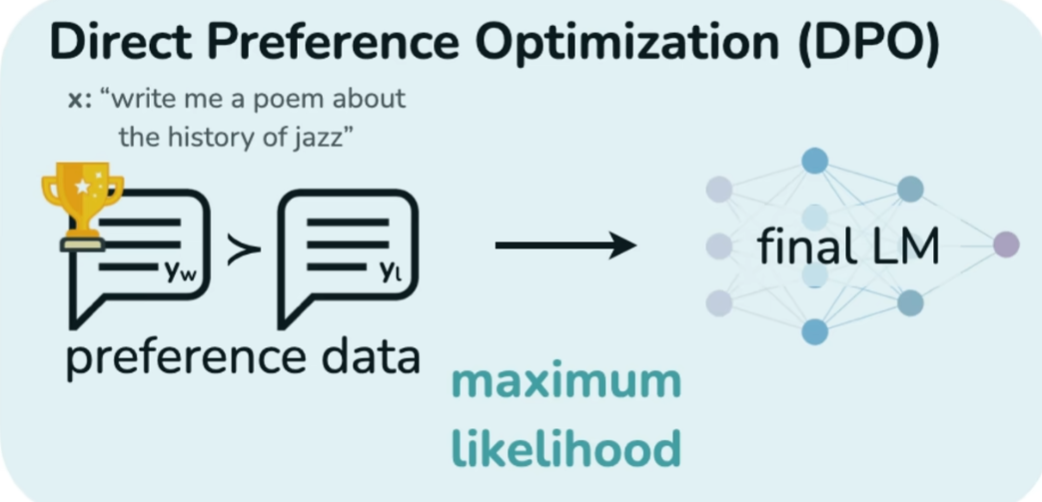 Direct Preference Optimization (DPO)
x: “write me a poem about
the history of jazz”
y_w ≻ y_l
final LM
preference data
maximum
likelihood